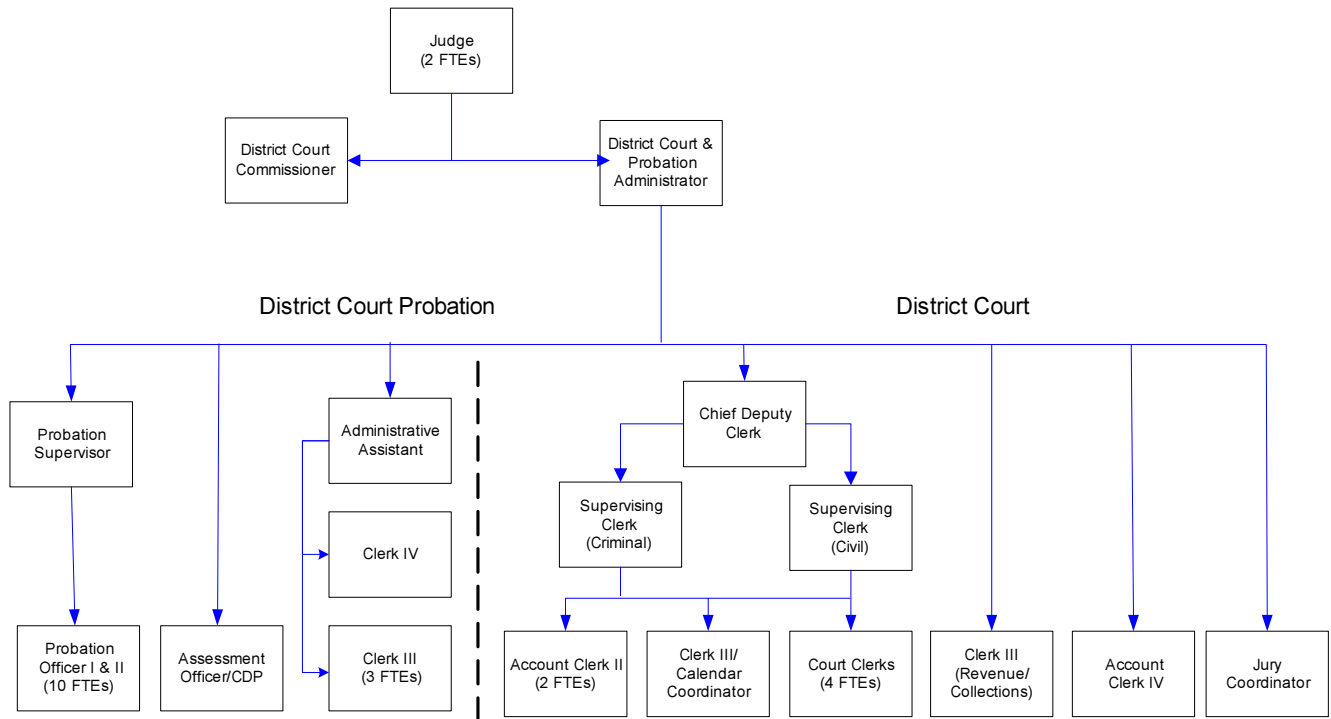 Judge
(2 FTEs)
District Court
Commissioner
District Court &
Probation
Administrator
District Court Probation
District Court
Probation
Supervisor
Administrative
Assistant
Chief Deputy
Clerk
Supervising
Clerk
(Criminal)
Supervising
Clerk
(Civil)
Clerk IV
Probation
Officer I & II
(10 FTEs)
Assessment
Officer/CDP
Clerk III
(3 FTEs)
Account Clerk II
(2 FTEs)
Clerk III/
Calendar
Coordinator
Court Clerks
(4 FTEs)
Clerk III
(Revenue/
Collections)
Account
Clerk IV
Jury
Coordinator